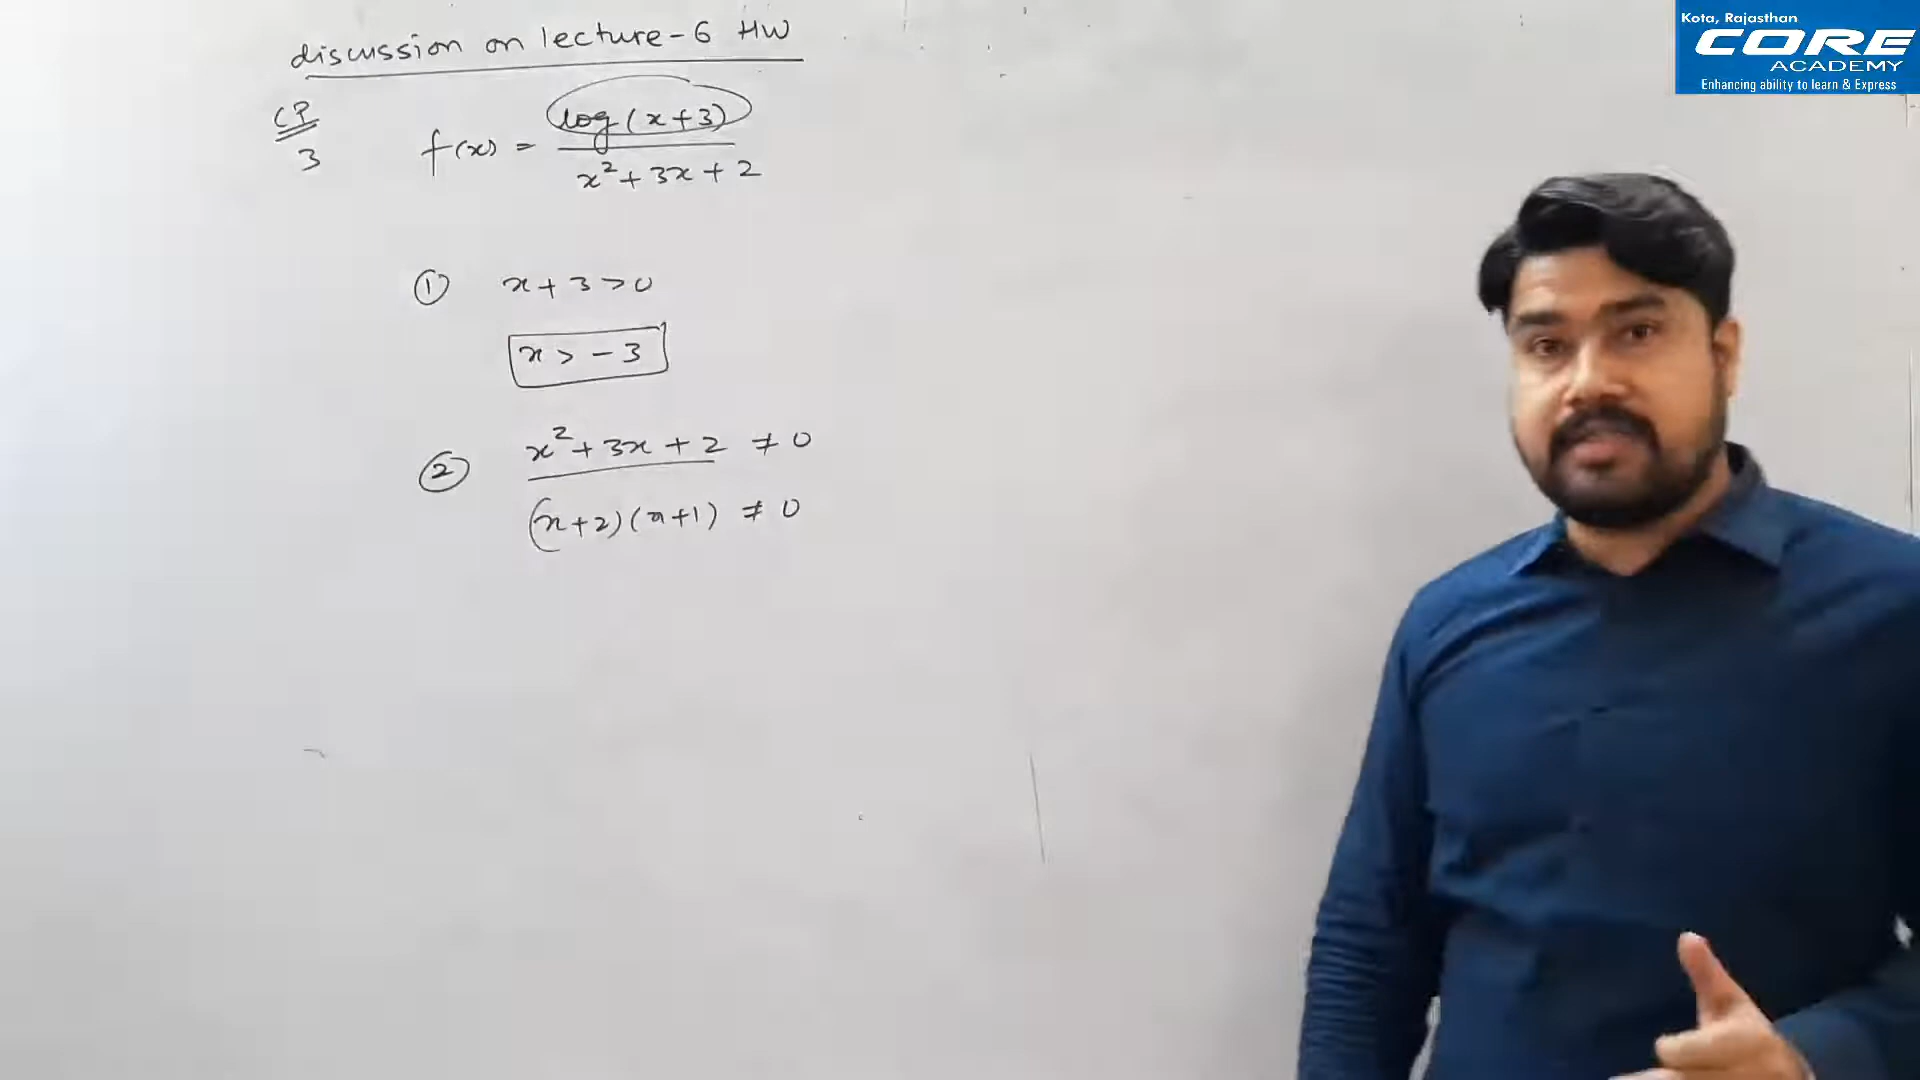 Kota, Rajasthan
CORE
ACADEMY
Enhancing ability to learn & Express
discussion on lecture-6 HW
CP
3
f(x) = log(x+3) / x²+3x+2
① x+3>0
x > -3
② x²+3x+2 ≠ 0
(x+2)(x+1) ≠ 0